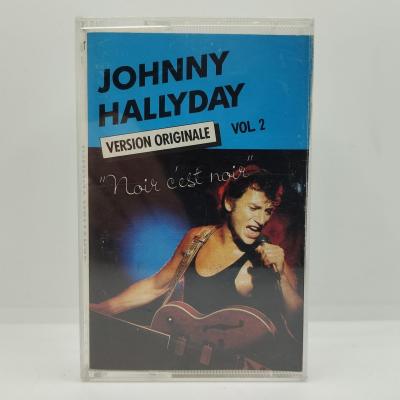 JOHNNY
HALLYDAY
VERSION ORIGINALE
VOL. 2
"Noir c'est noir"